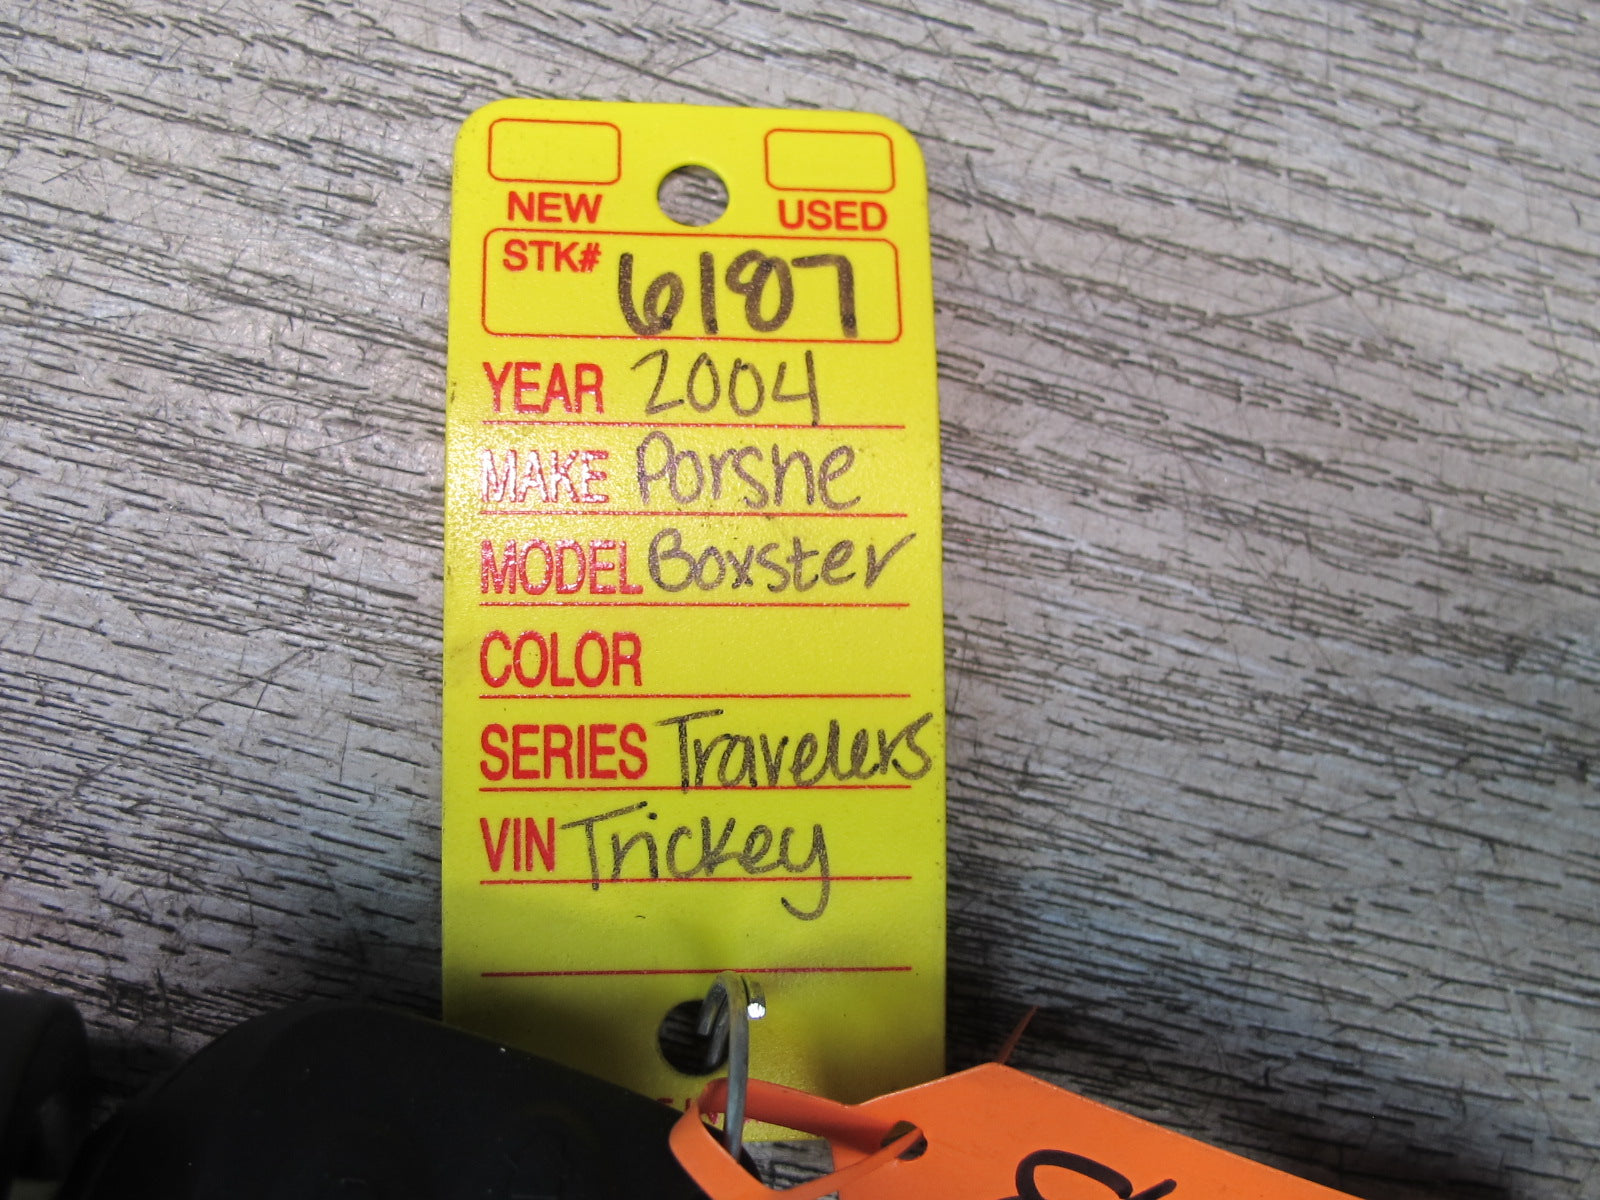 NEW USED
STK# 6187
YEAR 2004
MAKE Porshe
MODEL Boxster
COLOR
SERIES Travelers
VIN Trickey